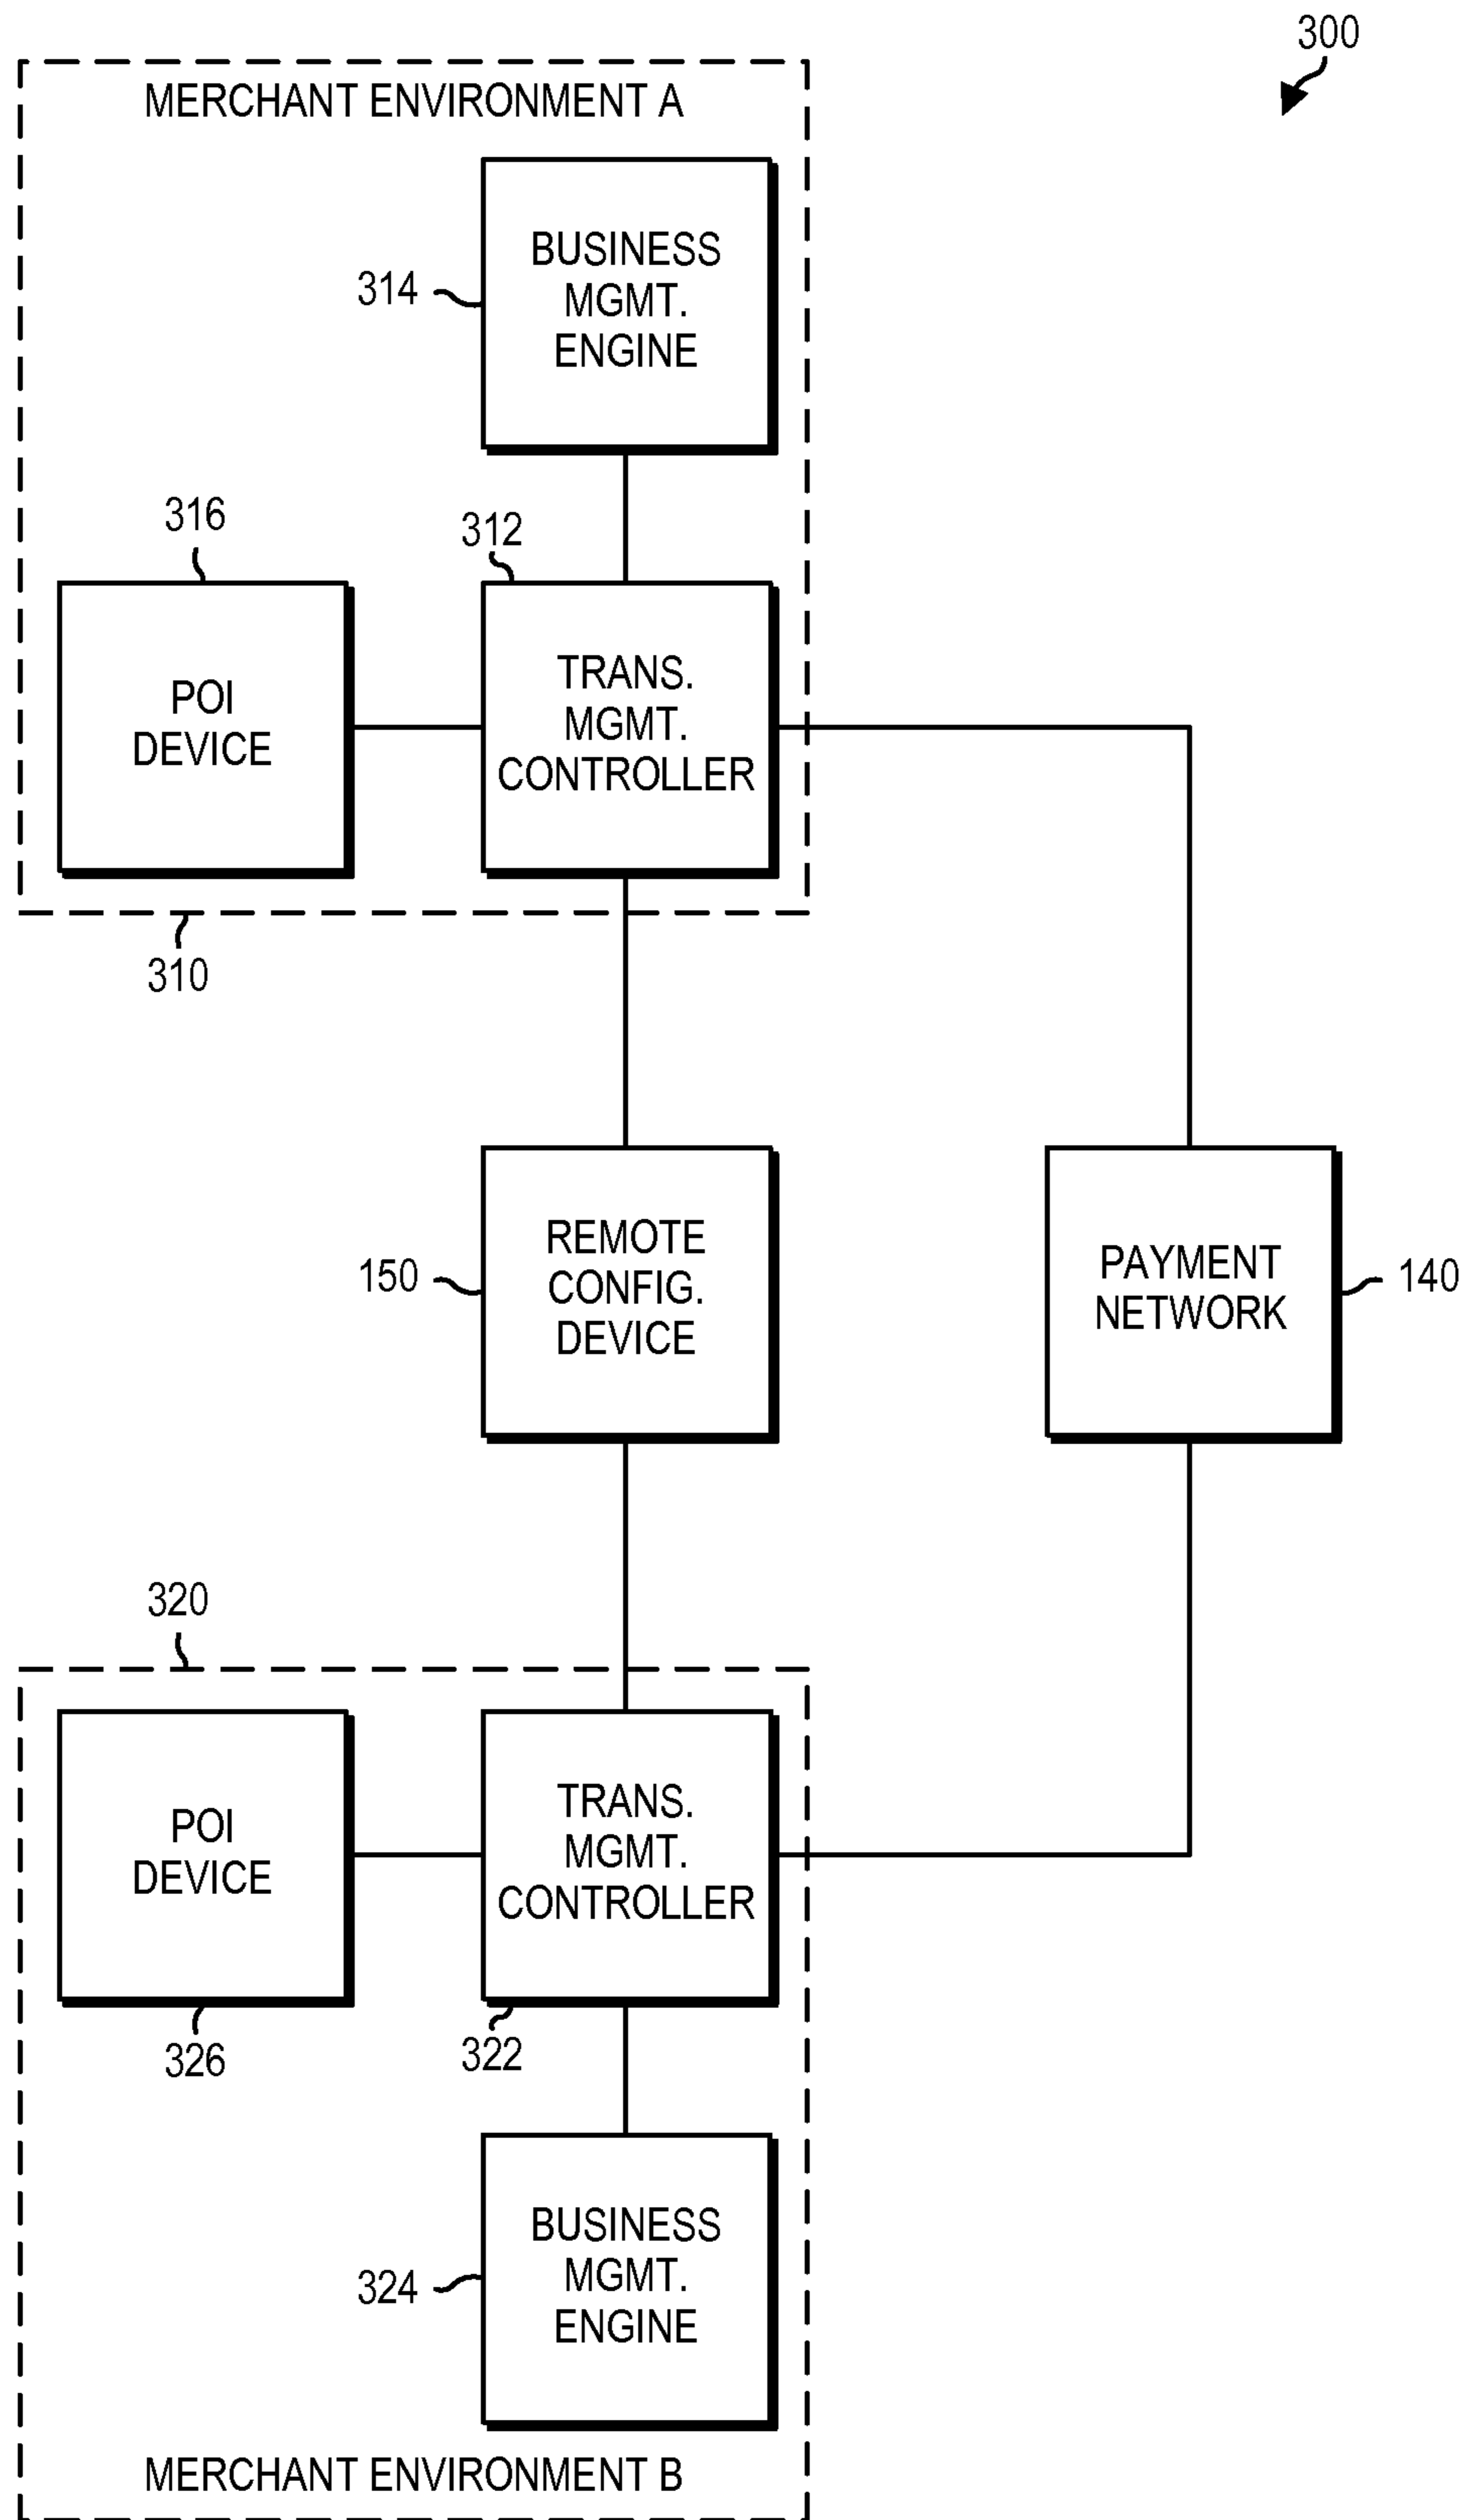 300
MERCHANT ENVIRONMENT A
BUSINESS
MGMT.
ENGINE
314
316
312
POI
DEVICE
TRANS.
MGMT.
CONTROLLER
310
REMOTE
CONFIG.
DEVICE
150
PAYMENT
NETWORK
140
320
POI
DEVICE
TRANS.
MGMT.
CONTROLLER
326
322
BUSINESS
MGMT.
ENGINE
324
MERCHANT ENVIRONMENT B